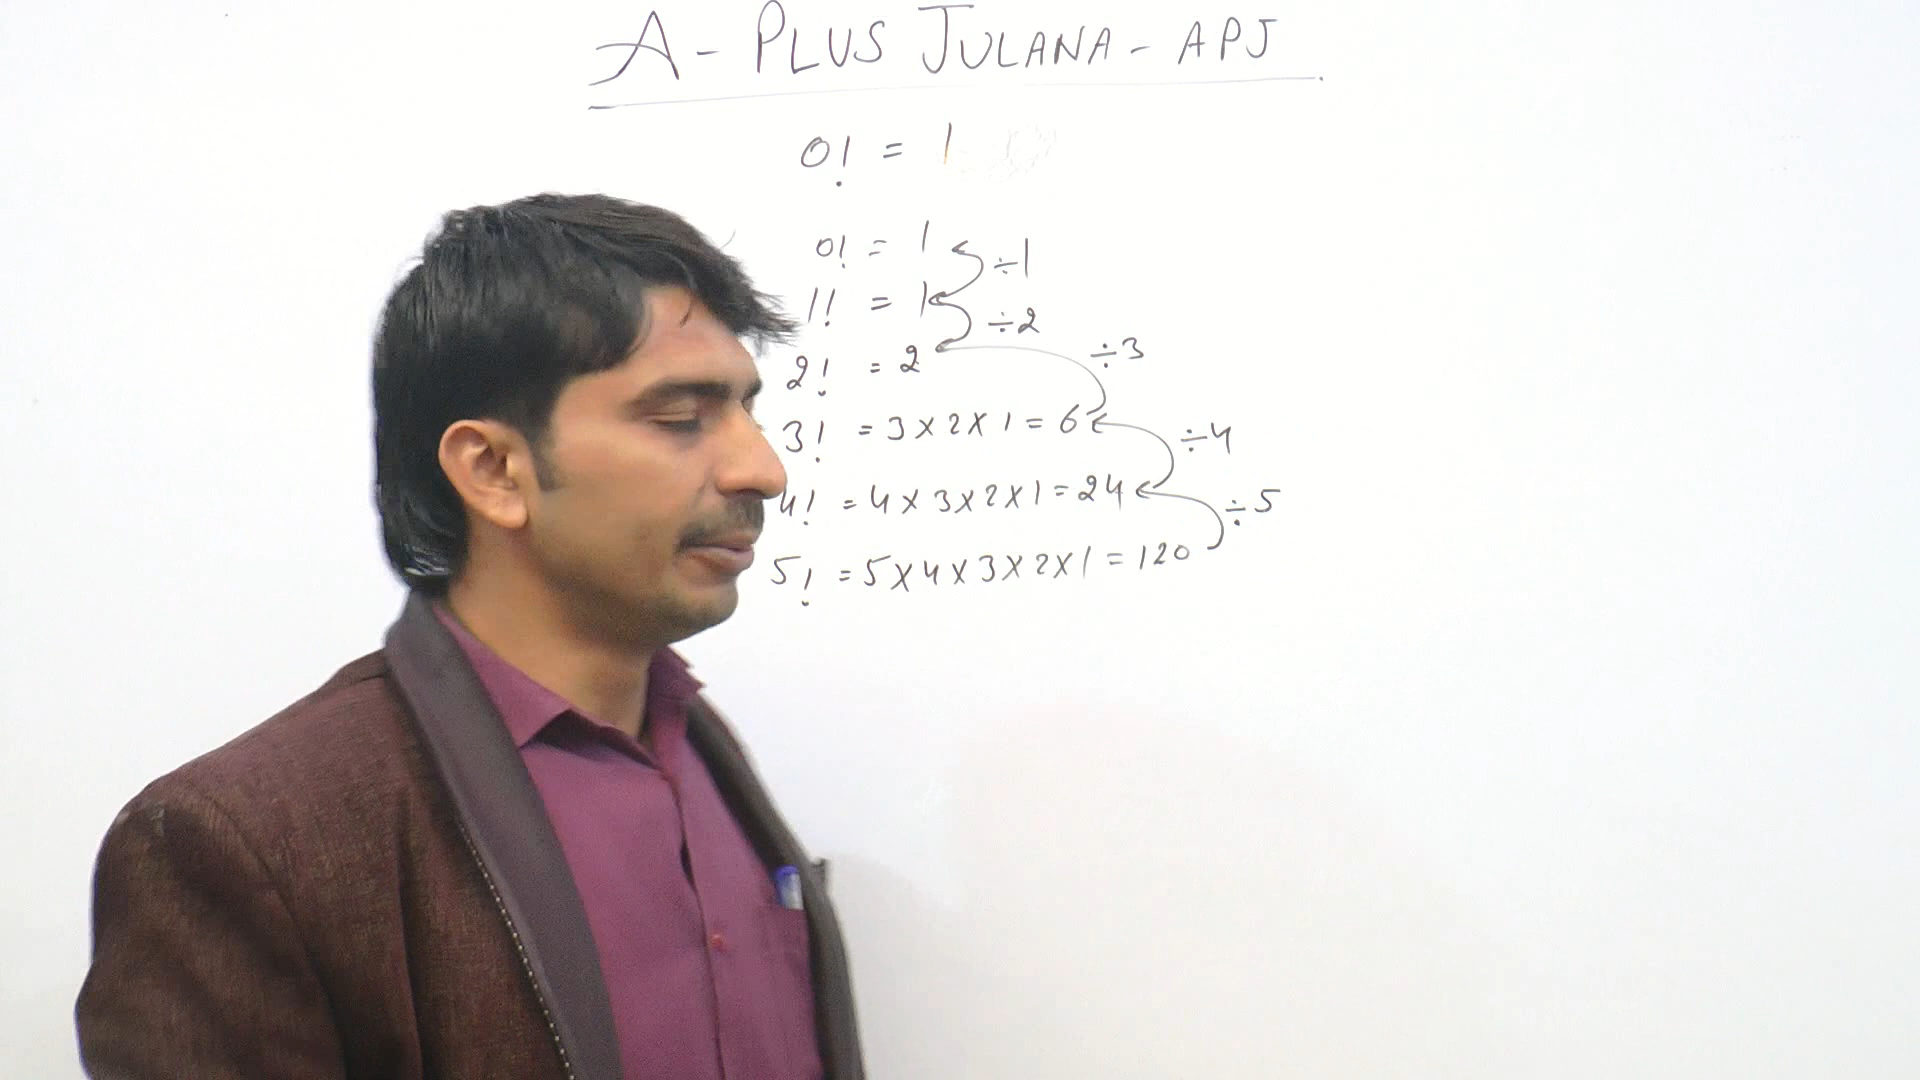 A - PLUS JULANA - APJ
0! = 1
0! = 1 ÷1
1! = 1 ÷2
2! = 2 ÷3
3! = 3 x 2 x 1 = 6 ÷4
4! = 4 x 3 x 2 x 1 = 24 ÷5
5! = 5 x 4 x 3 x 2 x 1 = 120